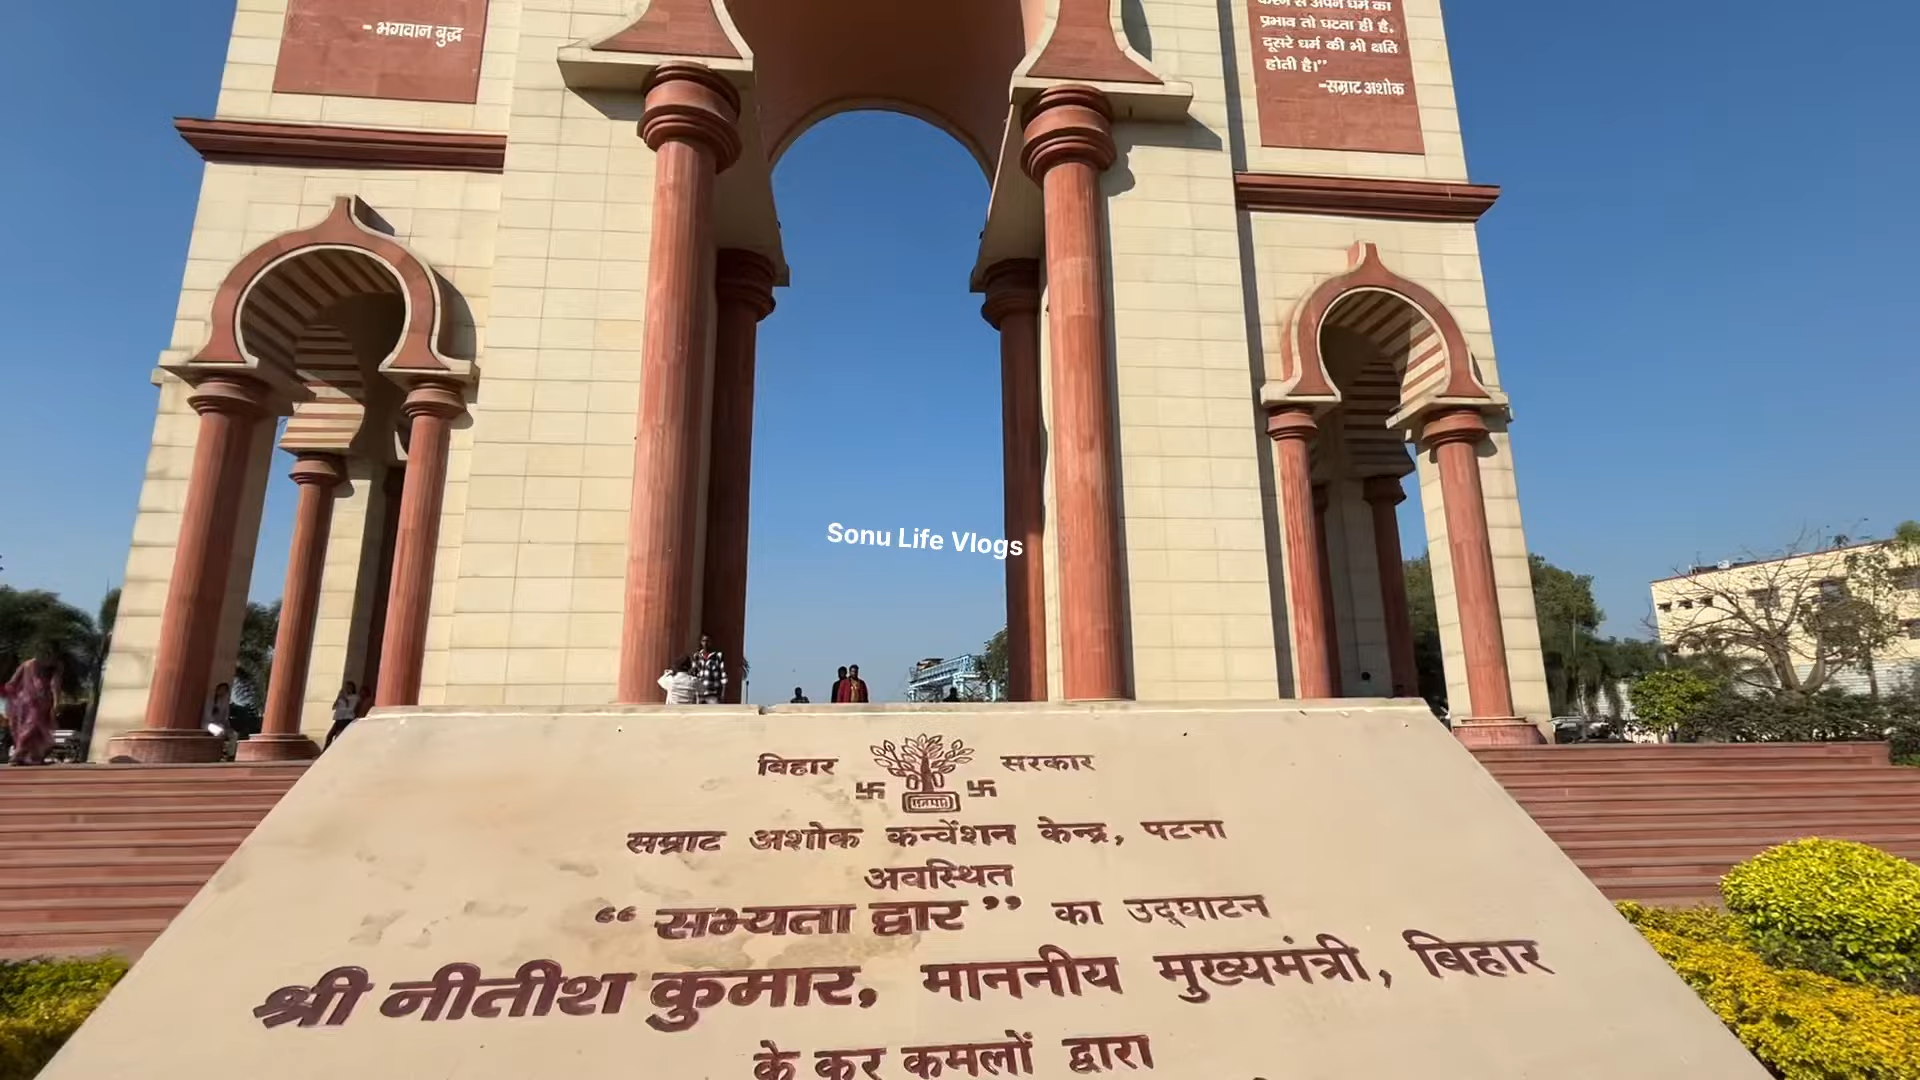 - भगवान बुद्ध
प्रभाव तो घटता ही है,
दूसरे धर्म की भी क्षति
होती है।”
-सम्राट अशोक
Sonu Life Vlogs
बिहार सरकार
सम्राट अशोक कन्वेंशन केन्द्र, पटना
अवस्थित
“ सभ्यता द्वार ” का उद्घाटन
श्री नीतीश कुमार, माननीय मुख्यमंत्री, बिहार
के कर कमलों द्वारा